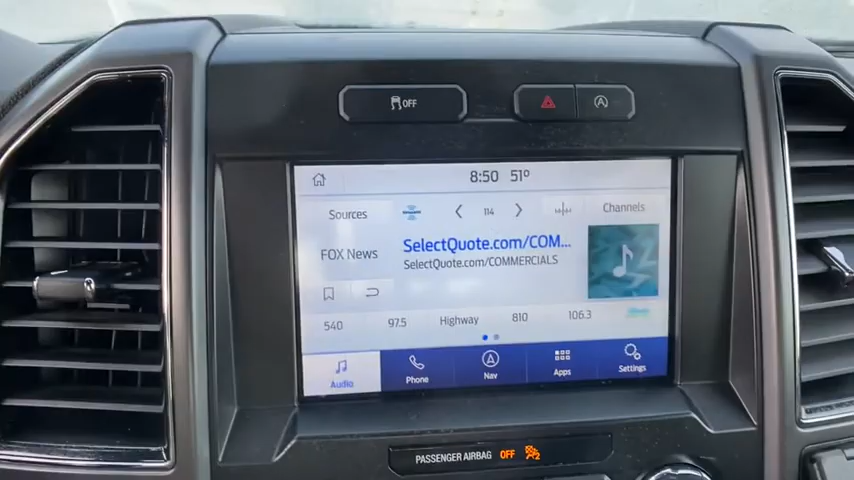 OFF
A
8:50 51°
Sources
114
Channels
FOX News
SelectQuote.com/COM...
SelectQuote.com/COMMERCIALS
540 97.5 Highway 810 106.3
Audio Phone Nav Apps Settings
PASSENGER AIRBAG OFF 2